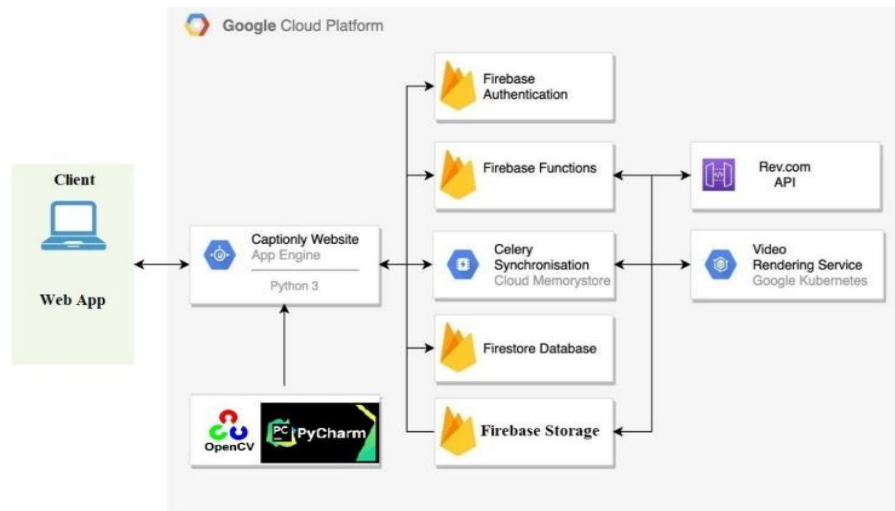 Google Cloud Platform
Firebase
Authentication
Firebase Functions
Rev.com
API
Client
Web App
Captionly Website
App Engine
Python 3
Celery
Synchronisation
Cloud Memorystore
Video
Rendering Service
Google Kubernetes
Firestore Database
OpenCV
PC
PyCharm
Firebase Storage